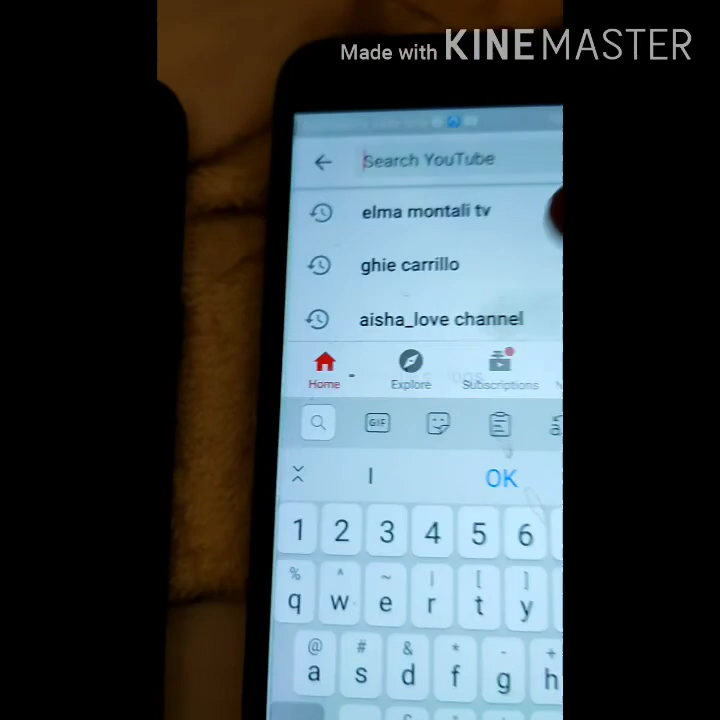 Made with KINEMASTER
Search YouTube
elma montali tv
ghie carrillo
aisha_love channel
Home Explore Subscriptions
GIF
I OK
1 2 3 4 5 6
% ^ ~ | [ ]
q w e r t y
@ # & * - +
a s d f g h